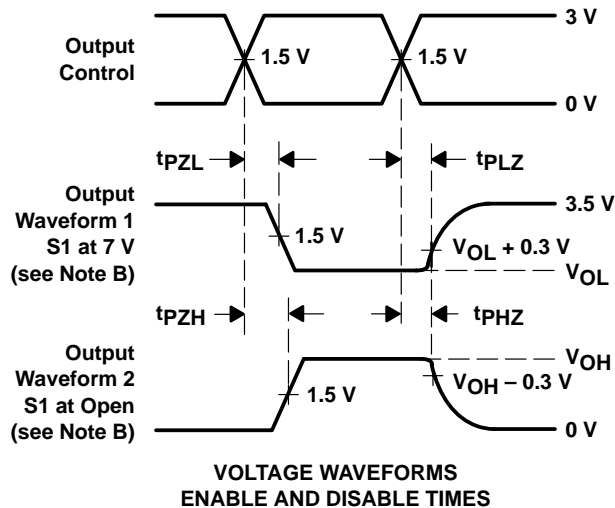 Output
Control
1.5 V
1.5 V
3 V
0 V
tPZL
tPLZ
Output
Waveform 1
S1 at 7 V
(see Note B)
1.5 V
3.5 V
VOL + 0.3 V
VOL
tPZH
tPHZ
Output
Waveform 2
S1 at Open
(see Note B)
1.5 V
VOH
VOH – 0.3 V
0 V
VOLTAGE WAVEFORMS
ENABLE AND DISABLE TIMES